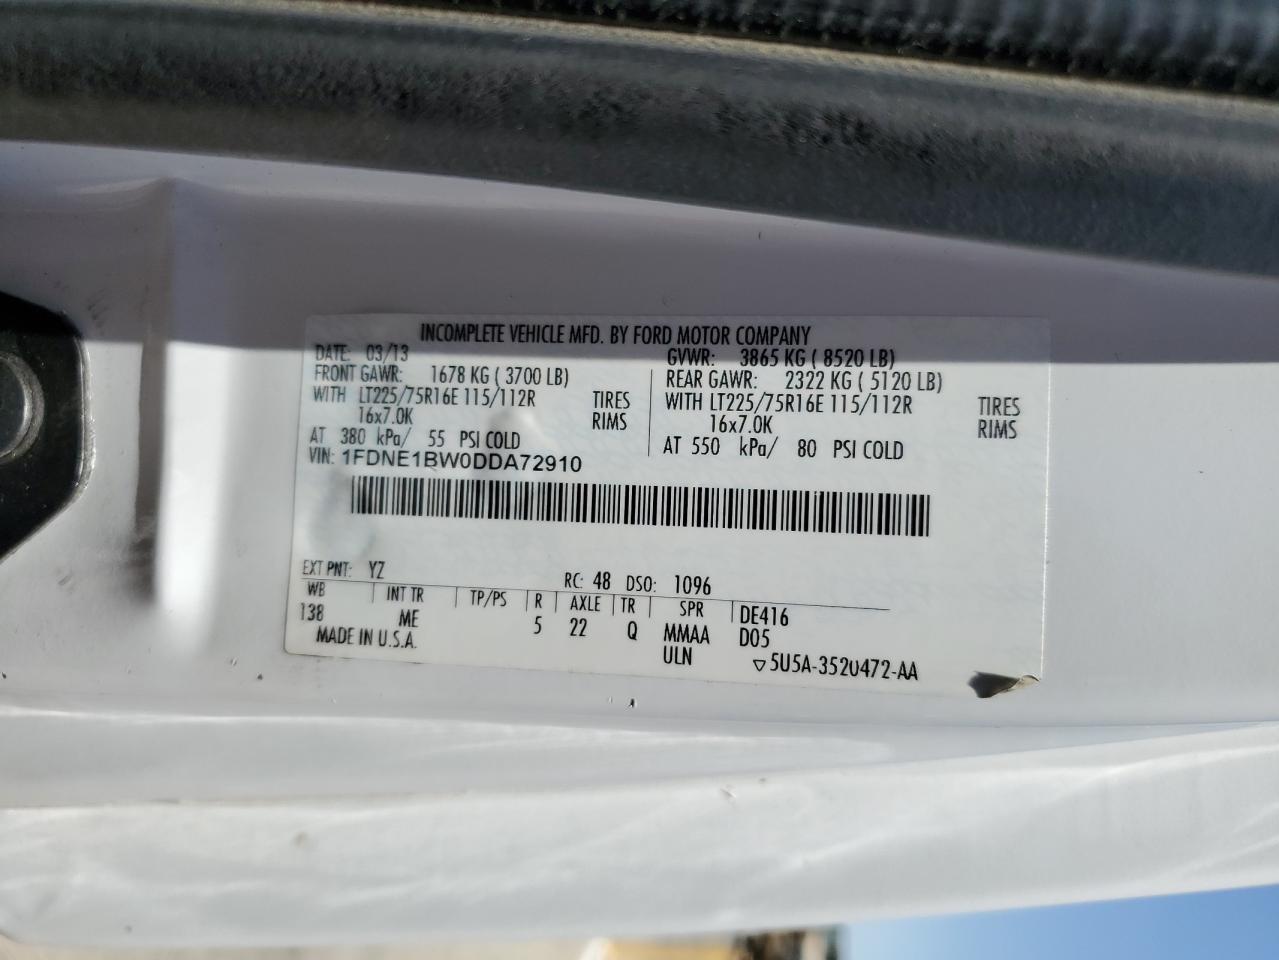 INCOMPLETE VEHICLE MFD. BY FORD MOTOR COMPANY
DATE: 03/13 GVWR: 3865 KG ( 8520 LB)
FRONT GAWR: 1678 KG ( 3700 LB) REAR GAWR: 2322 KG ( 5120 LB)
WITH LT225/75R16E 115/112R TIRES WITH LT225/75R16E 115/112R TIRES
16x7.0K RIMS 16x7.0K RIMS
AT 380 kPa/ 55 PSI COLD AT 550 kPa/ 80 PSI COLD
VIN: 1FDNE1BW0DDA72910
EXT PNT: YZ RC: 48 DSO: 1096
WB INT TR TP/PS R AXLE TR SPR DE416
138 ME 5 22 Q MMAA D05
MADE IN U.S.A. ULN ▽5U5A-3520472-AA